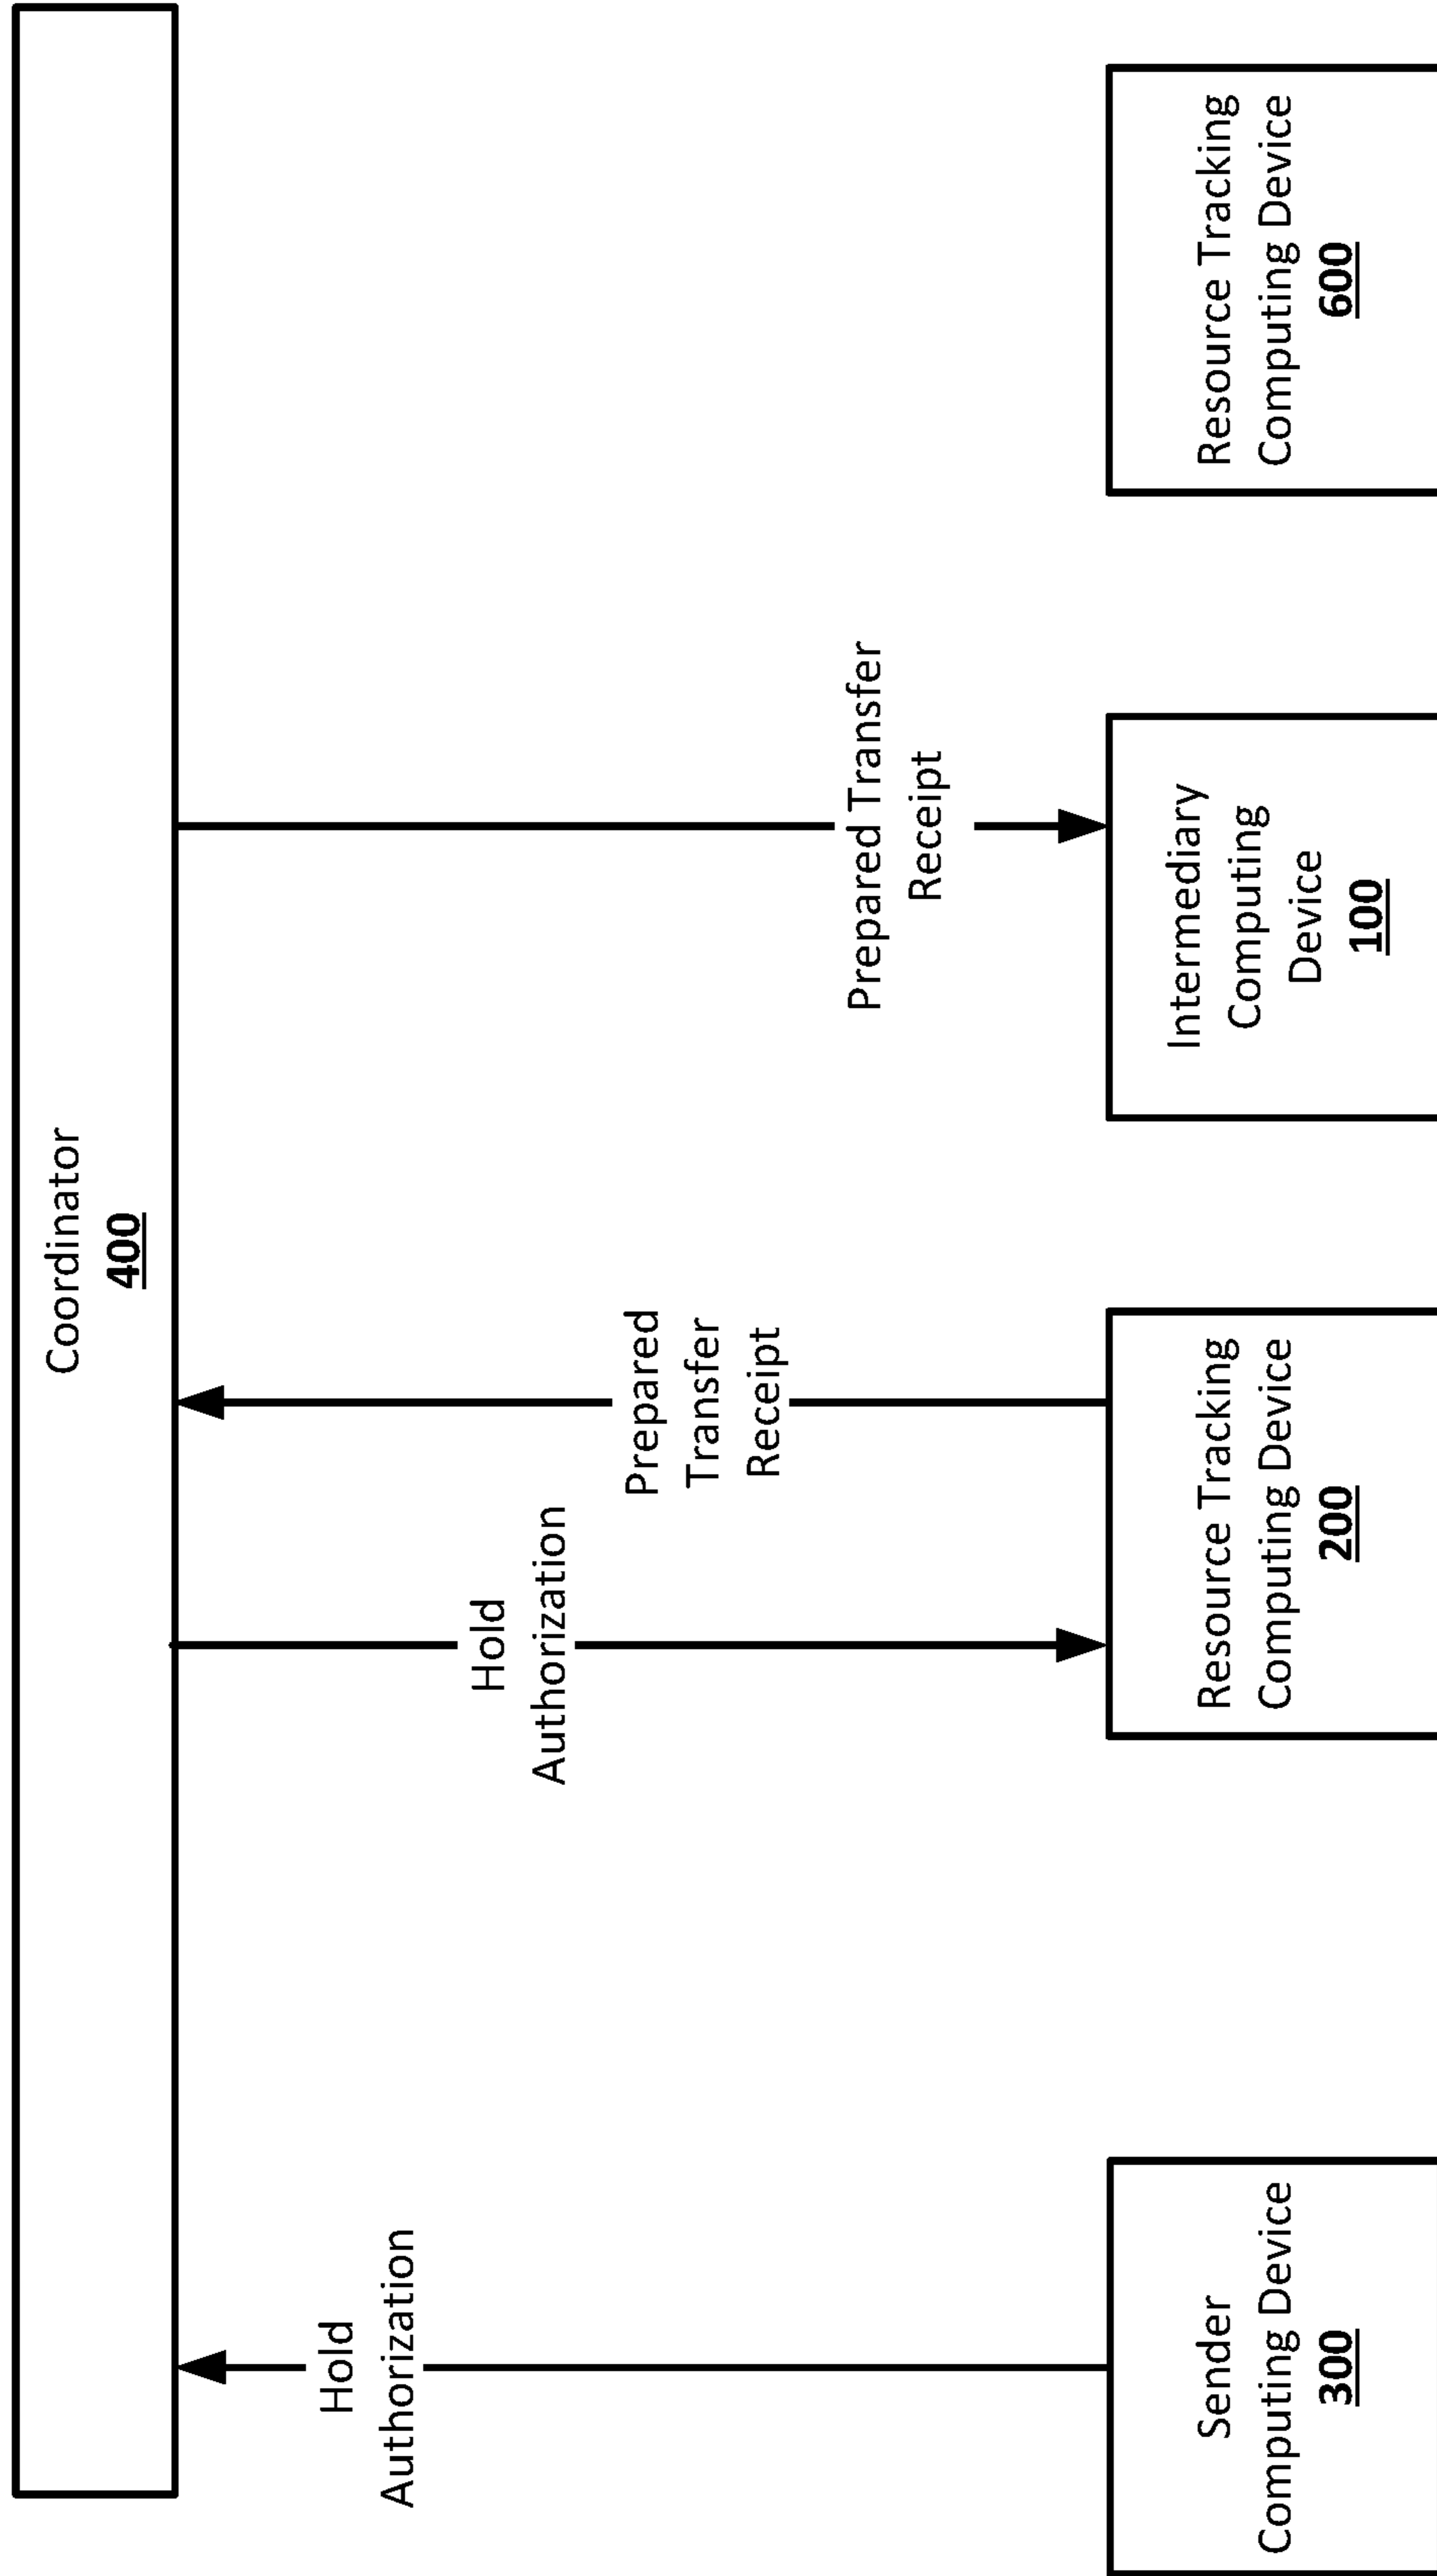 Coordinator
400
Hold
Authorization
Hold
Authorization
Prepared
Transfer
Receipt
Prepared Transfer
Receipt
Sender
Computing Device
300
Resource Tracking
Computing Device
200
Intermediary
Computing
Device
100
Resource Tracking
Computing Device
600